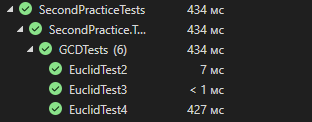 SecondPracticeTests 434 мс
SecondPractice.T... 434 мс
GCDTests (6) 434 мс
EuclidTest2 7 мс
EuclidTest3 < 1 мс
EuclidTest4 427 мс